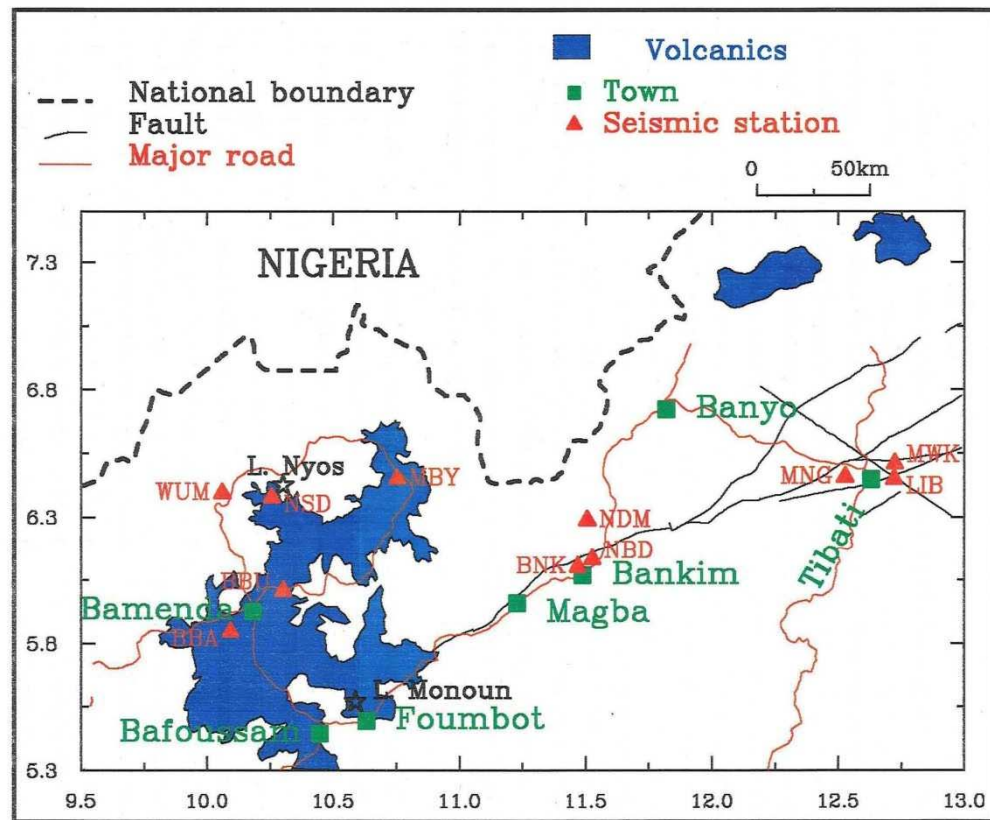 Volcanics
National boundary
Town
Fault
Seismic station
Major road
0 50km
7.3
NIGERIA
6.8
Banyo
L. Nyos
MBY
MWK
WUM
MNG
NSD
LIB
6.3
NDM
NBD
Tibati
BNK
BBU
Bankim
Bamenda
Magba
BBA
5.8
L. Monoun
Foumbot
Bafoussam
5.3
9.5 10.0 10.5 11.0 11.5 12.0 12.5 13.0